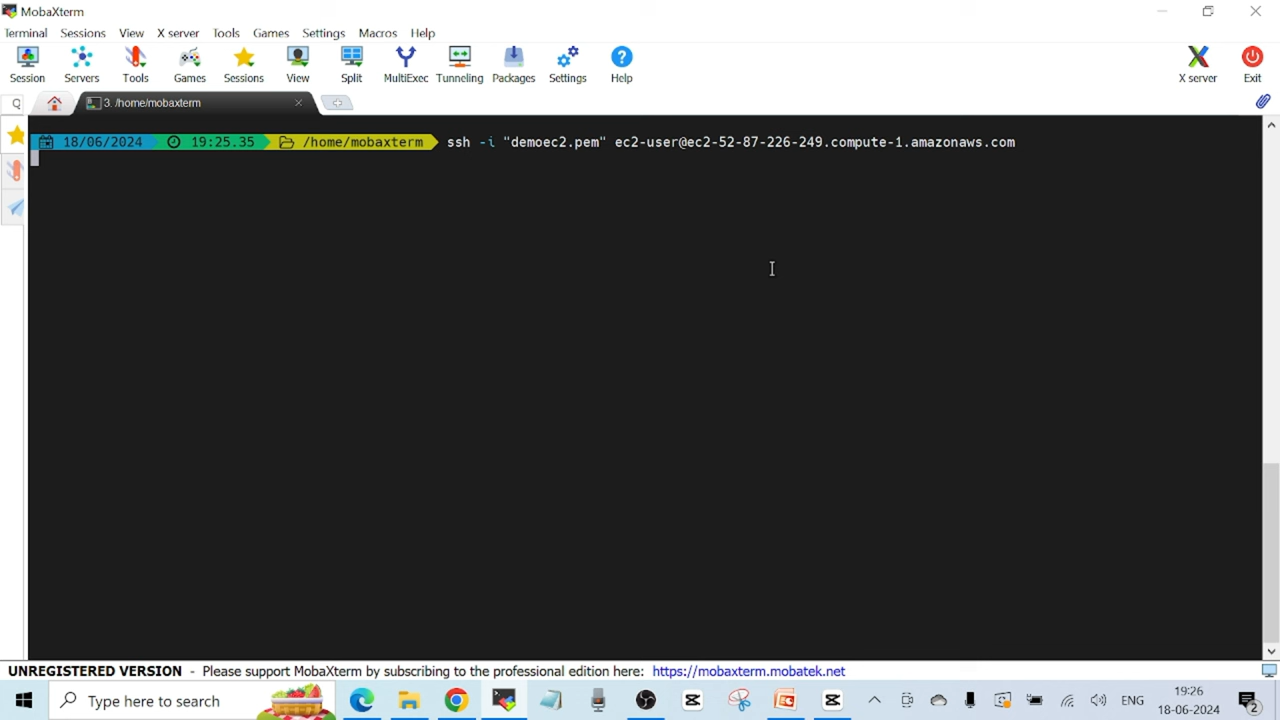 MobaXterm
Terminal Sessions View X server Tools Games Settings Macros Help
Session Servers Tools Games Sessions View Split MultiExec Tunneling Packages Settings Help X server Exit
3. /home/mobaxterm
18/06/2024 19:25.35 /home/mobaxterm ssh -i "demoec2.pem" ec2-user@ec2-52-87-226-249.compute-1.amazonaws.com
UNREGISTERED VERSION - Please support MobaXterm by subscribing to the professional edition here: https://mobaxterm.mobatek.net
Type here to search
ENG
19:26
18-06-2024
2